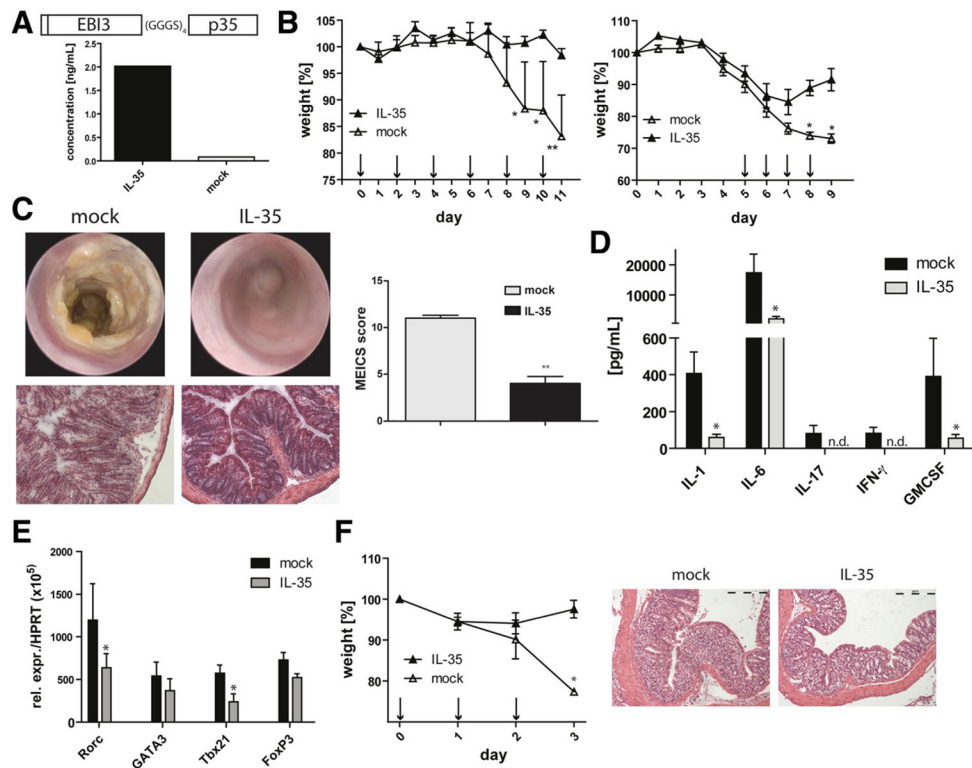 A
EBI3 (GGGS)4 p35
concentration [ng/mL]
2.5
2.0
1.5
1.0
0.5
0.0
IL-35 mock
B
weight [%]
105
100
95
90
85
80
75
IL-35
mock
*
*
**
0 1 2 3 4 5 6 7 8 9 10 11
day
weight [%]
110
100
90
80
70
60
mock
IL-35
*
*
0 1 2 3 4 5 6 7 8 9
day
C
mock IL-35
MEICS score
15
10
5
0
mock
IL-35
**
D
[pg/mL]
20000
10000
600
400
200
0
mock
IL-35
* * n.d. n.d. *
IL-1 IL-6 IL-17 IFN-γ GMCSF
E
rel. expr./HPRT (x10⁵)
2000
1500
1000
500
0
mock
IL-35
* *
Rorc GATA3 Tbx21 FoxP3
F
weight [%]
100
90
80
IL-35
mock
*
0 1 2 3
day
mock IL-35